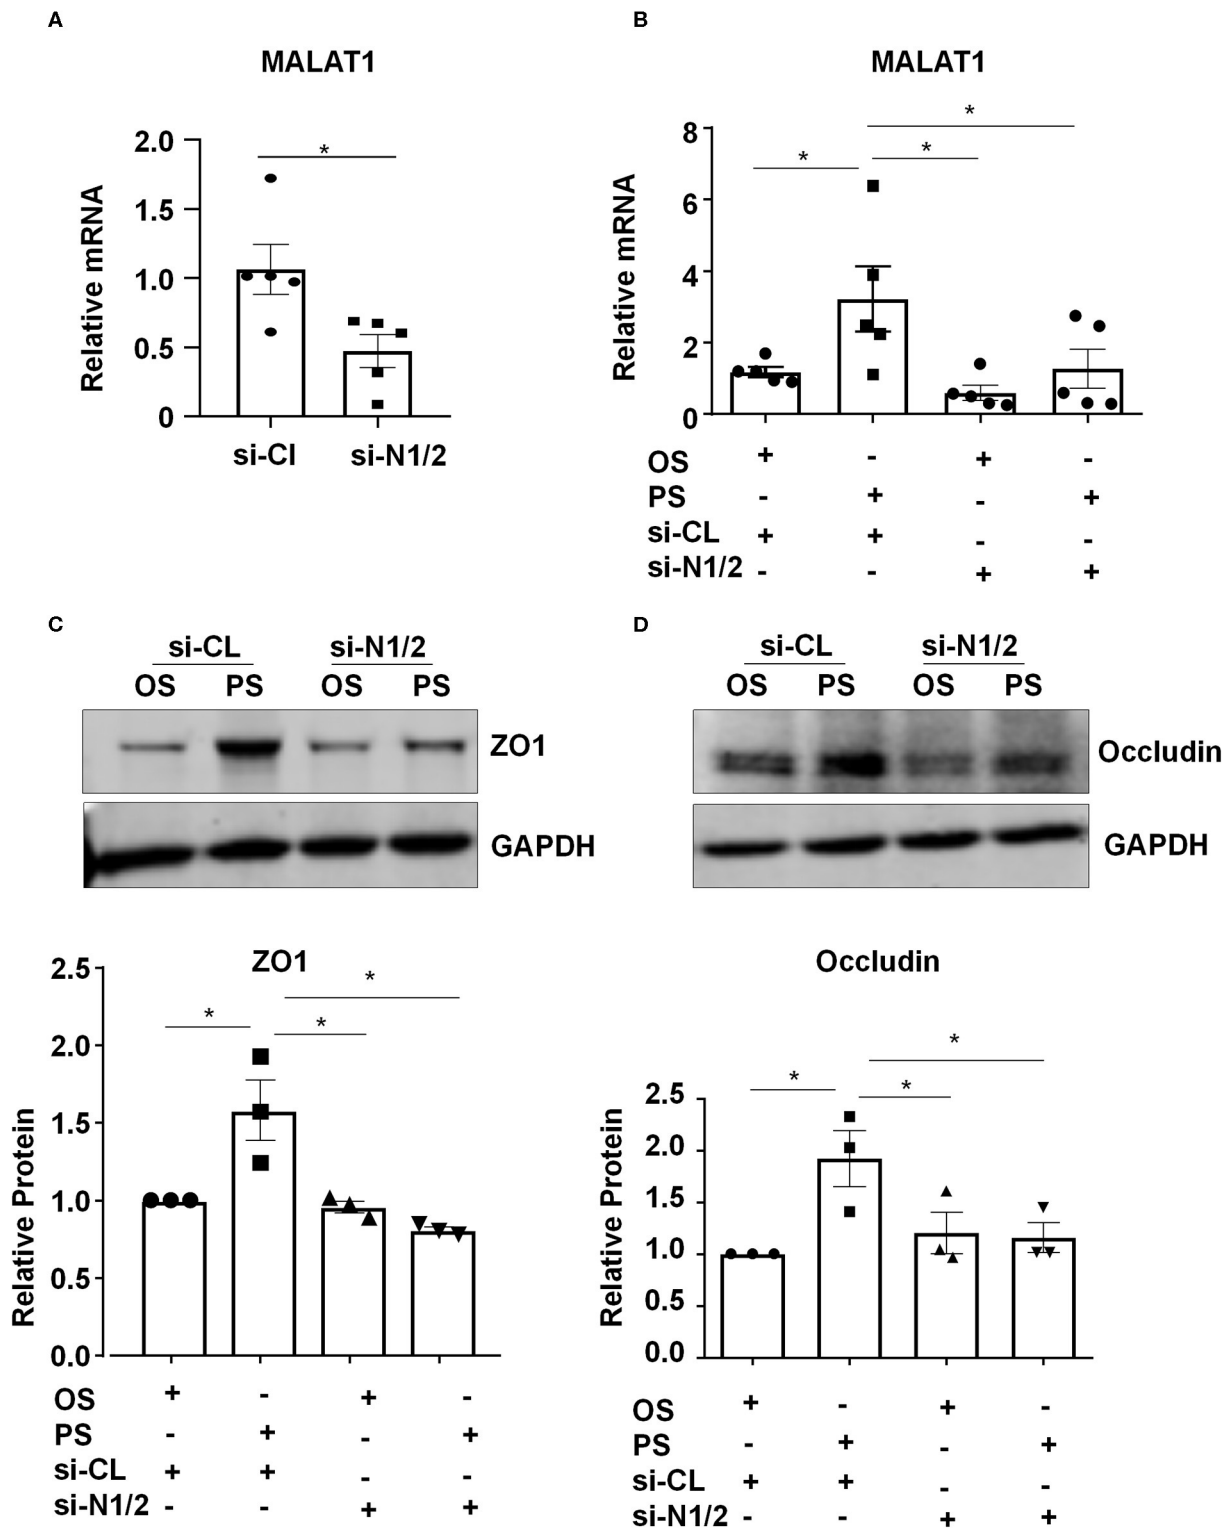 A
MALAT1
Relative mRNA
2.0
1.5
1.0
0.5
0
*
si-Cl
si-N1/2
B
MALAT1
Relative mRNA
8
6
4
2
0
* * *
OS + - + -
PS - + - +
si-CL + + - -
si-N1/2 - - + +
C
si-CL si-N1/2
OS PS OS PS
ZO1
GAPDH
ZO1
Relative Protein
2.5
2.0
1.5
1.0
0.5
0.0
* * *
OS + - + -
PS - + - +
si-CL + + - -
si-N1/2 - - + +
D
si-CL si-N1/2
OS PS OS PS
Occludin
GAPDH
Occludin
Relative Protein
2.5
2.0
1.5
1.0
0.5
0.0
* * *
OS + - + -
PS - + - +
si-CL + + - -
si-N1/2 - - + +